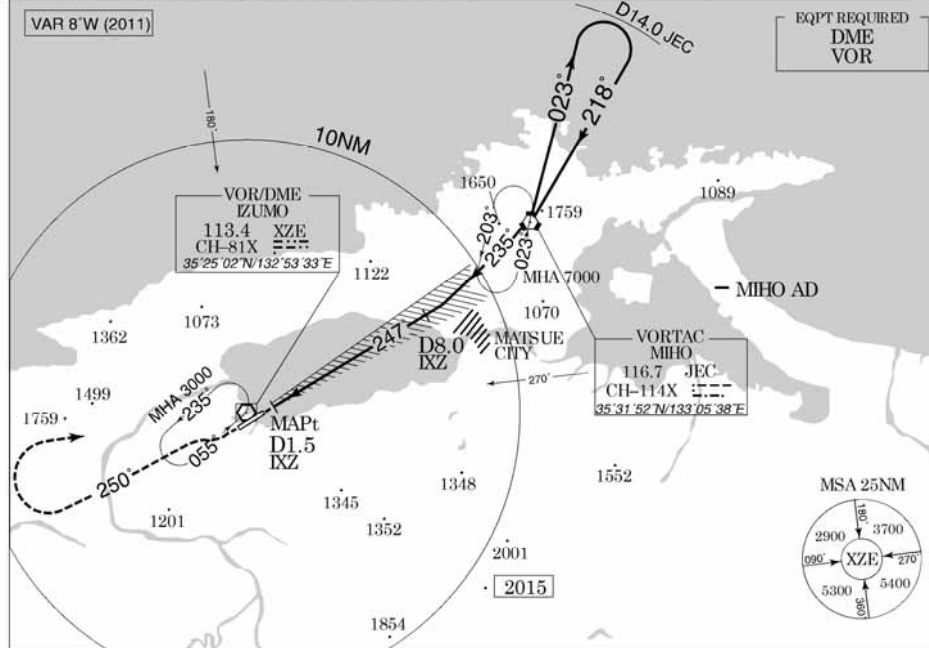 VAR 8°W (2011)
D14.0 JEC
EQPT REQUIRED
DME
VOR
023°
218°
180°
10NM
1650
1759
1089
203°
235°
023°
MHA 7000
VOR/DME
IZUMO
113.4 XZE
CH-81X
35°25'02"N/132°53'33"E
1122
1070
MIHO AD
1362
1073
247°
D8.0
IXZ
MATSUE
CITY
VORTAC
MIHO
116.7 JEC
CH-114X
35°31'52"N/133°05'38"E
270°
MHA 3000
235°
1499
1759
MAPt
D1.5
IXZ
055°
250°
1201
1345
1348
1352
1552
2001
2015
1854
MSA 25NM
180°
2900
3700
090°
XZE
270°
5300
5400
360°